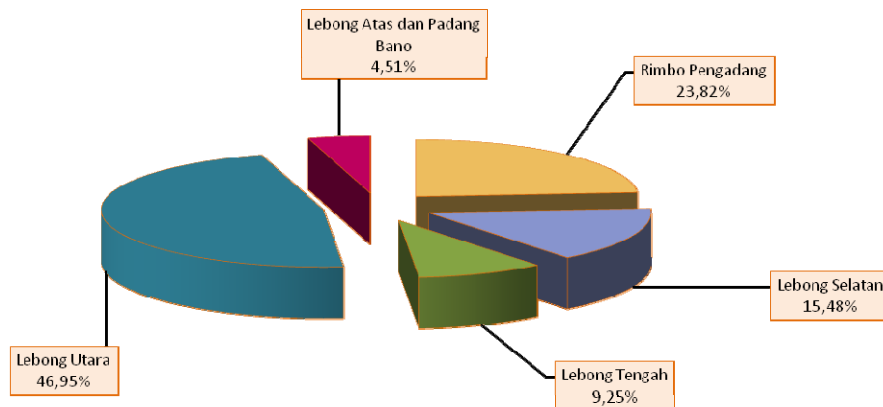 Lebong Atas dan Padang
Bano
4,51%
Rimbo Pengadang
23,82%
Lebong Selatan
15,48%
Lebong Tengah
9,25%
Lebong Utara
46,95%